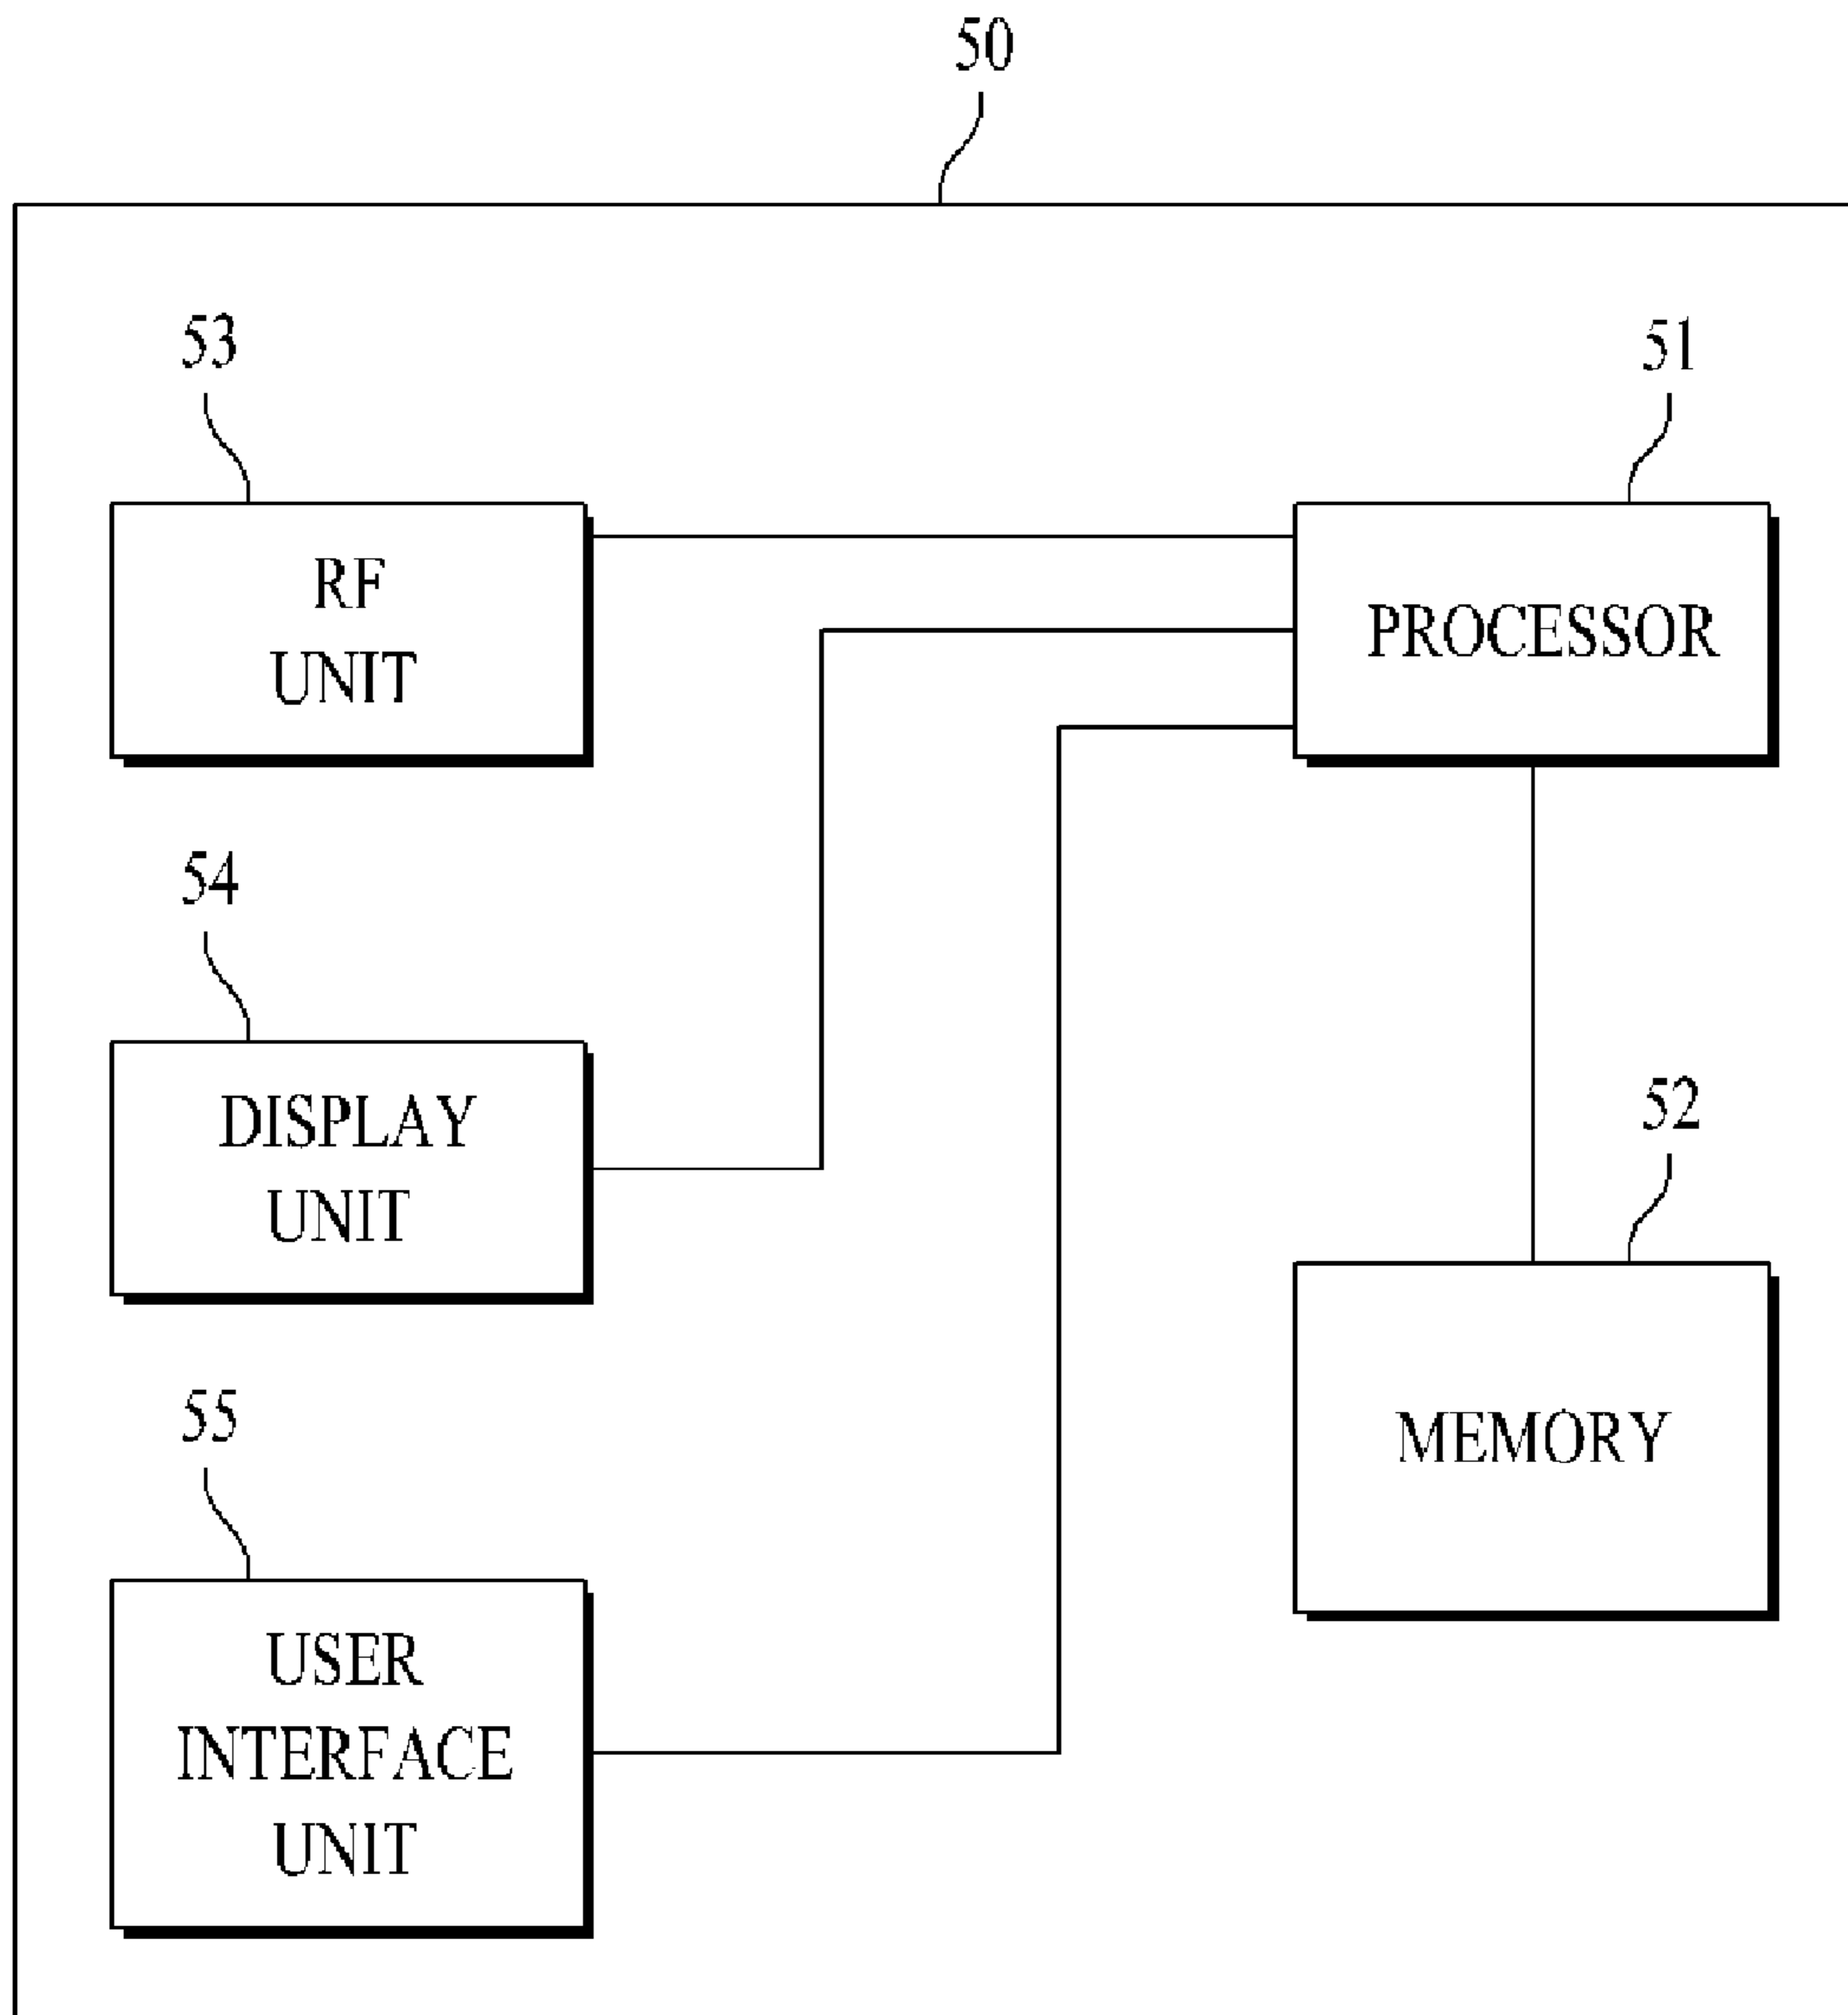 50
53
51
RF
UNIT
PROCESSOR
54
52
DISPLAY
UNIT
MEMORY
55
USER
INTERFACE
UNIT